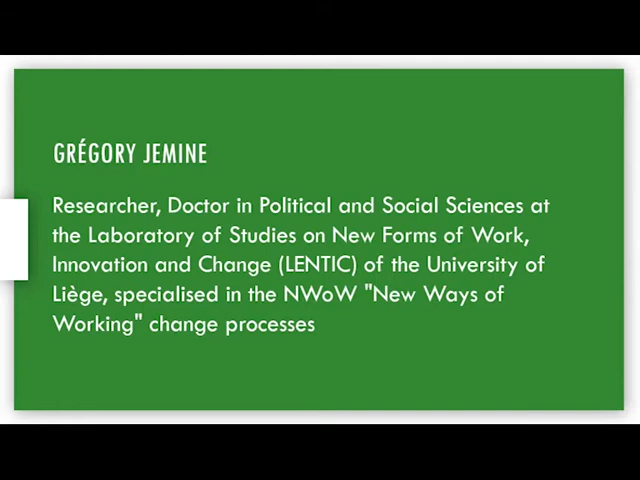 GRÉGORY JEMINE
Researcher, Doctor in Political and Social Sciences at
the Laboratory of Studies on New Forms of Work,
Innovation and Change (LENTIC) of the University of
Liège, specialised in the NWoW "New Ways of
Working" change processes